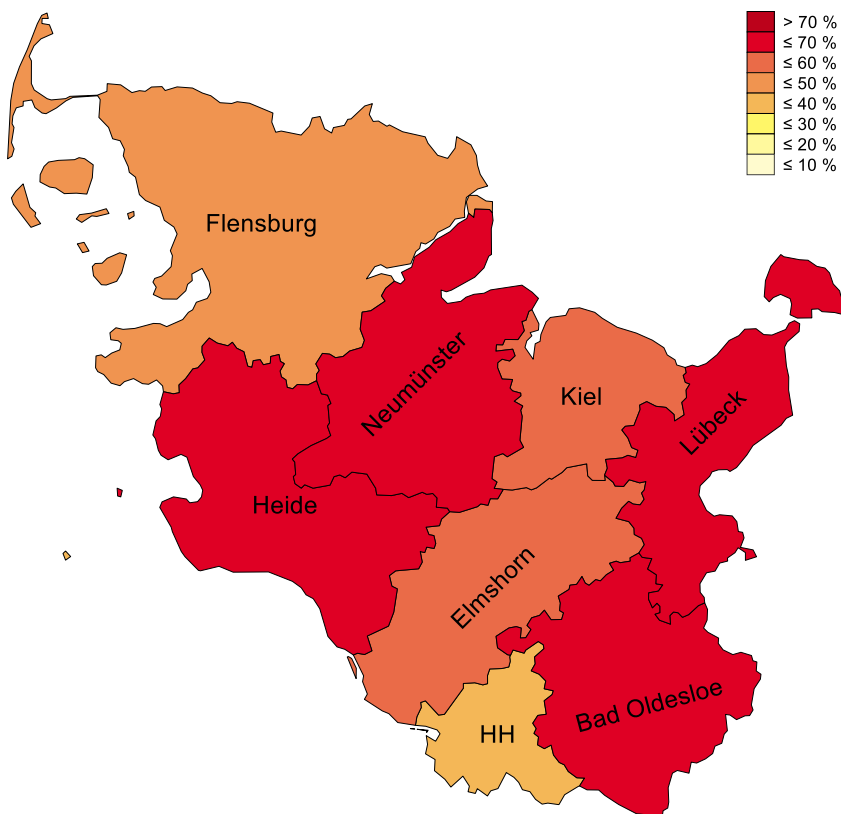 > 70 %
≤ 70 %
≤ 60 %
≤ 50 %
≤ 40 %
≤ 30 %
≤ 20 %
≤ 10 %
Flensburg
Neumünster
Kiel
Lübeck
Heide
Elmshorn
Bad Oldesloe
HH